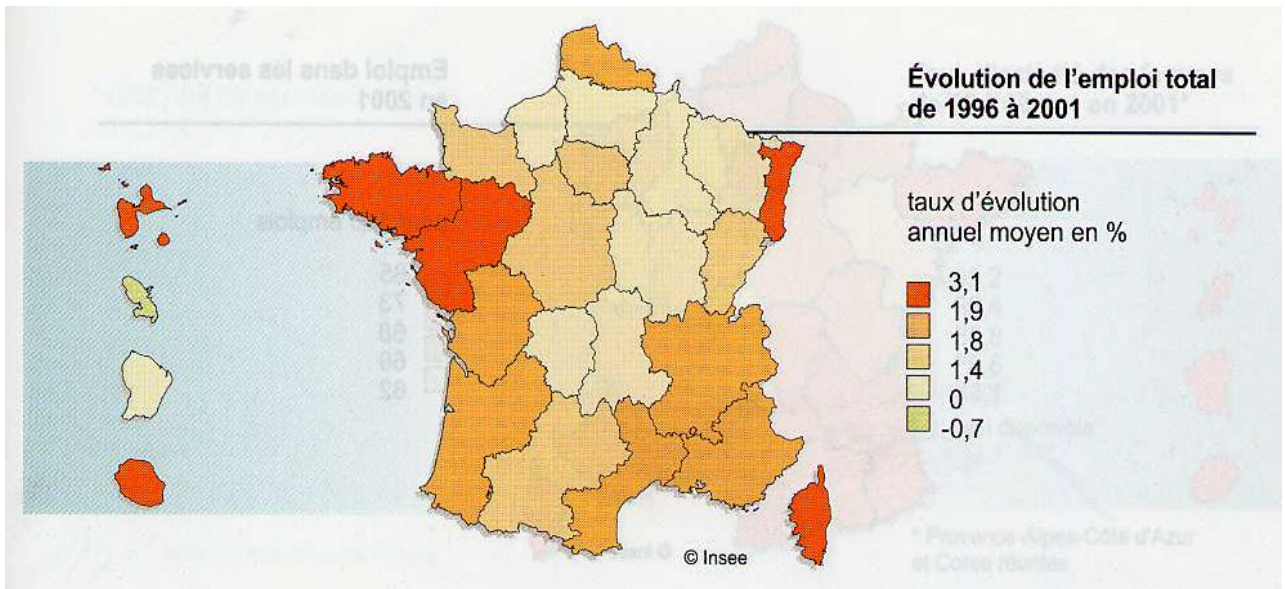 Évolution de l’emploi total
de 1996 à 2001
taux d’évolution
annuel moyen en %
3,1
1,9
1,8
1,4
0
-0,7
© Insee